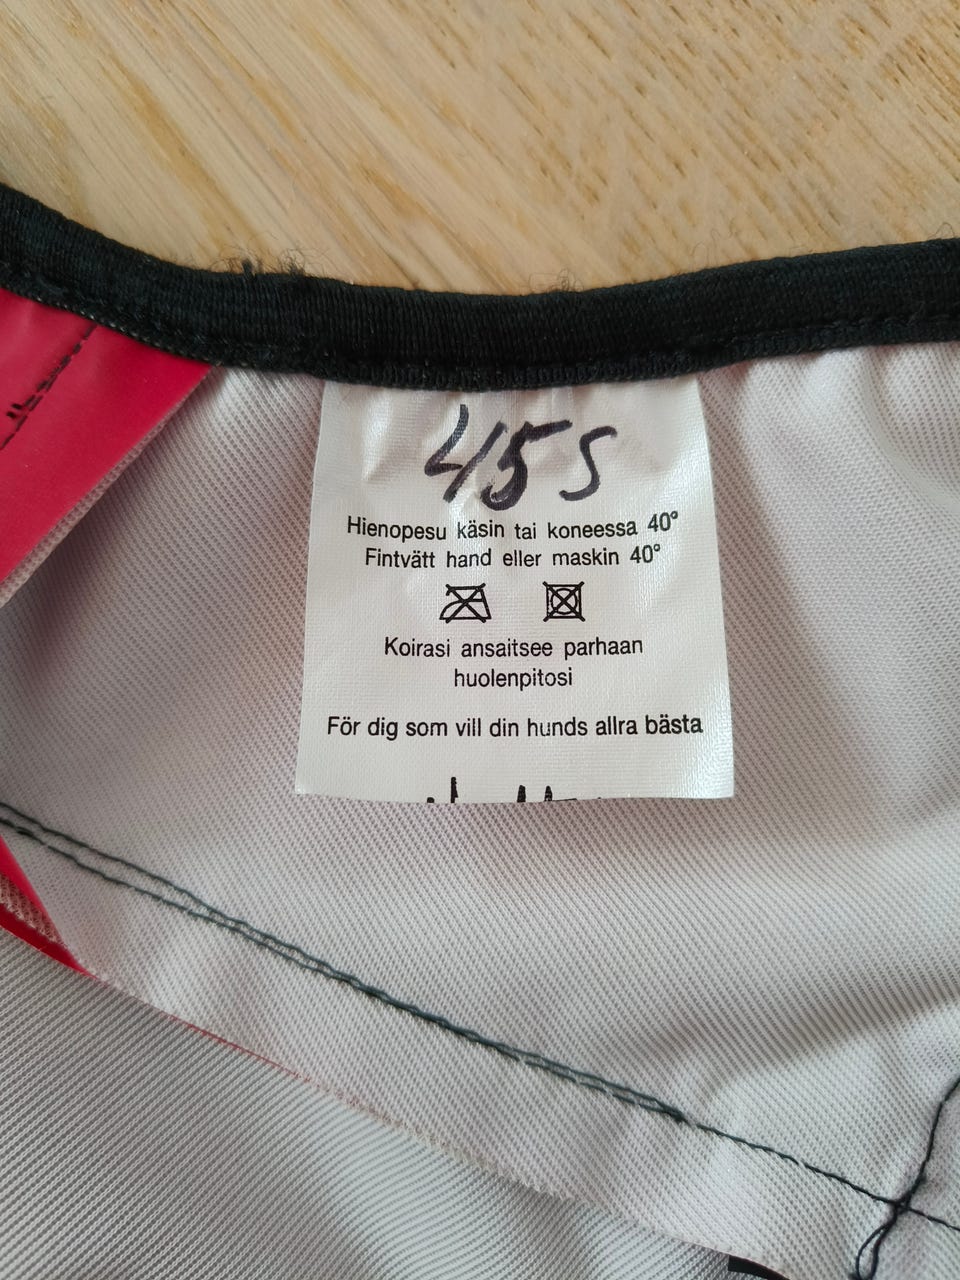 45 S
Hienopesu käsin tai koneessa 40°
Fintvätt hand eller maskin 40°
Koirasi ansaitsee parhaan
huolenpitosi
För dig som vill din hunds allra bästa